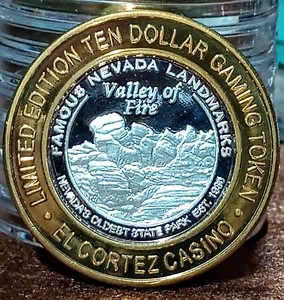 LIMITED EDITION TEN DOLLAR GAMING TOKEN
FAMOUS NEVADA LANDMARKS
Valley of
Fire
NEVADA'S OLDEST STATE PARK EST. 1935
• EL CORTEZ CASINO •